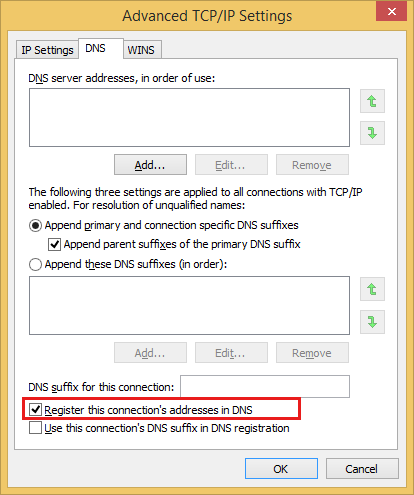 Advanced TCP/IP Settings
IP Settings DNS WINS
DNS server addresses, in order of use:
Add... Edit... Remove
The following three settings are applied to all connections with TCP/IP
enabled. For resolution of unqualified names:
Append primary and connection specific DNS suffixes
Append parent suffixes of the primary DNS suffix
Append these DNS suffixes (in order):
Add... Edit... Remove
DNS suffix for this connection:
Register this connection's addresses in DNS
Use this connection's DNS suffix in DNS registration
OK Cancel